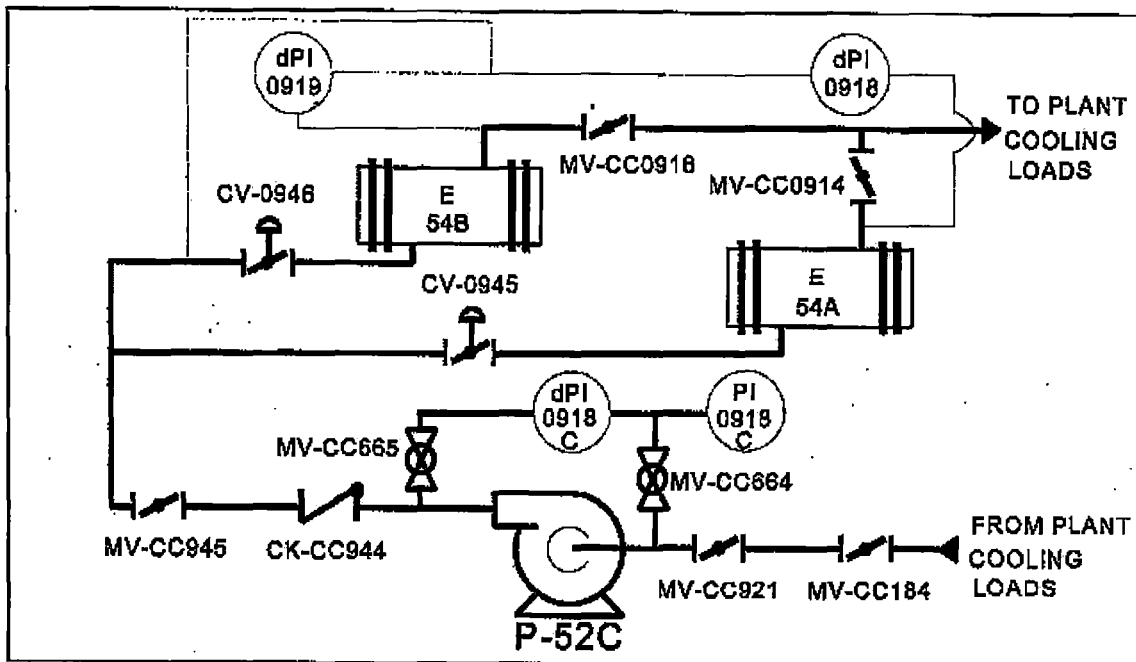 dPI
0919
dPI
0918
TO PLANT
COOLING
LOADS
MV-CC0916
MV-CC0914
CV-0946
E
54B
CV-0945
E
54A
dPI
0918
C
PI
0918
C
MV-CC665
MV-CC664
FROM PLANT
COOLING
LOADS
MV-CC945
CK-CC944
MV-CC921
MV-CC184
P-52C